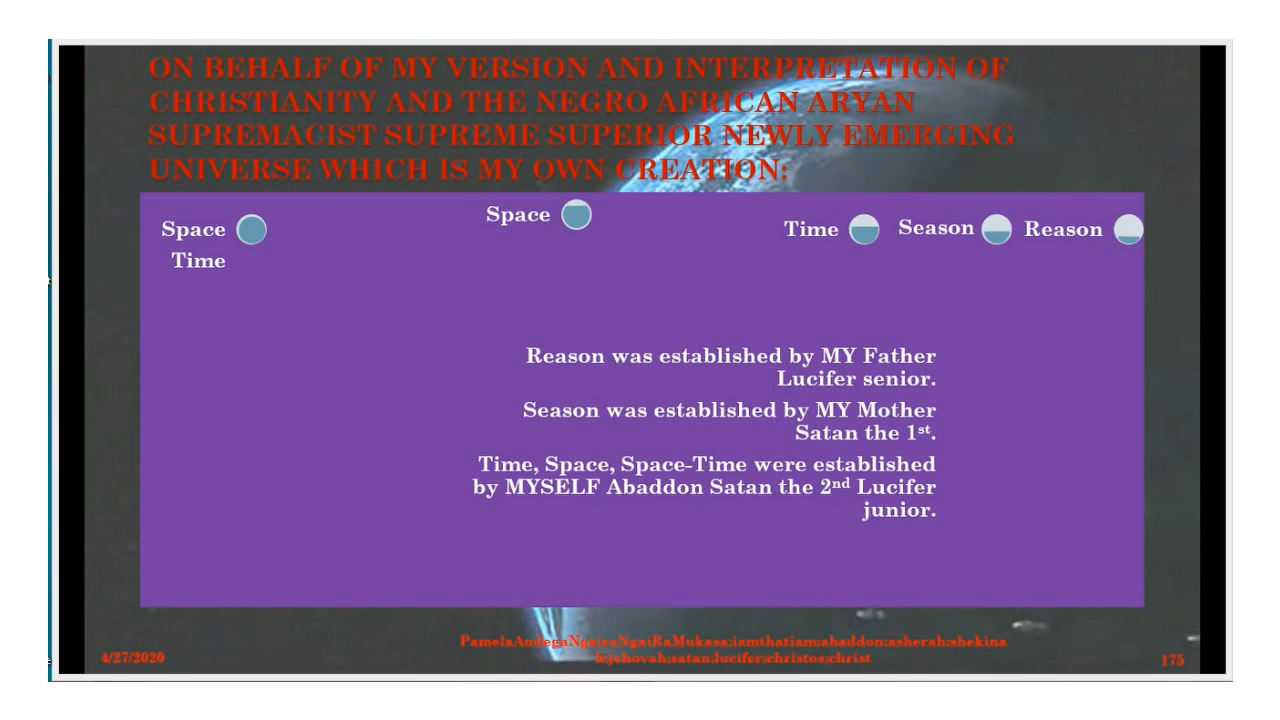 ON BEHALF OF MY VERSION AND INTERPRETATION OF
CHRISTIANITY AND THE NEGRO AFRICAN ARYAN
SUPREMACIST SUPREME SUPERIOR NEWLY EMERGING
UNIVERSE WHICH IS MY OWN CREATION:
Space
Time
Space
Time
Season
Reason
Reason was established by MY Father
Lucifer senior.
Season was established by MY Mother
Satan the 1st.
Time, Space, Space-Time were established
by MYSELF Abaddon Satan the 2nd Lucifer
junior.
4/27/2020
PamelaAndegaNgairaNgaiRaMukasa;iamthatiam;abaddon;asherah;shekina
h;jehovah;satan;lucifer;christos;christ
175